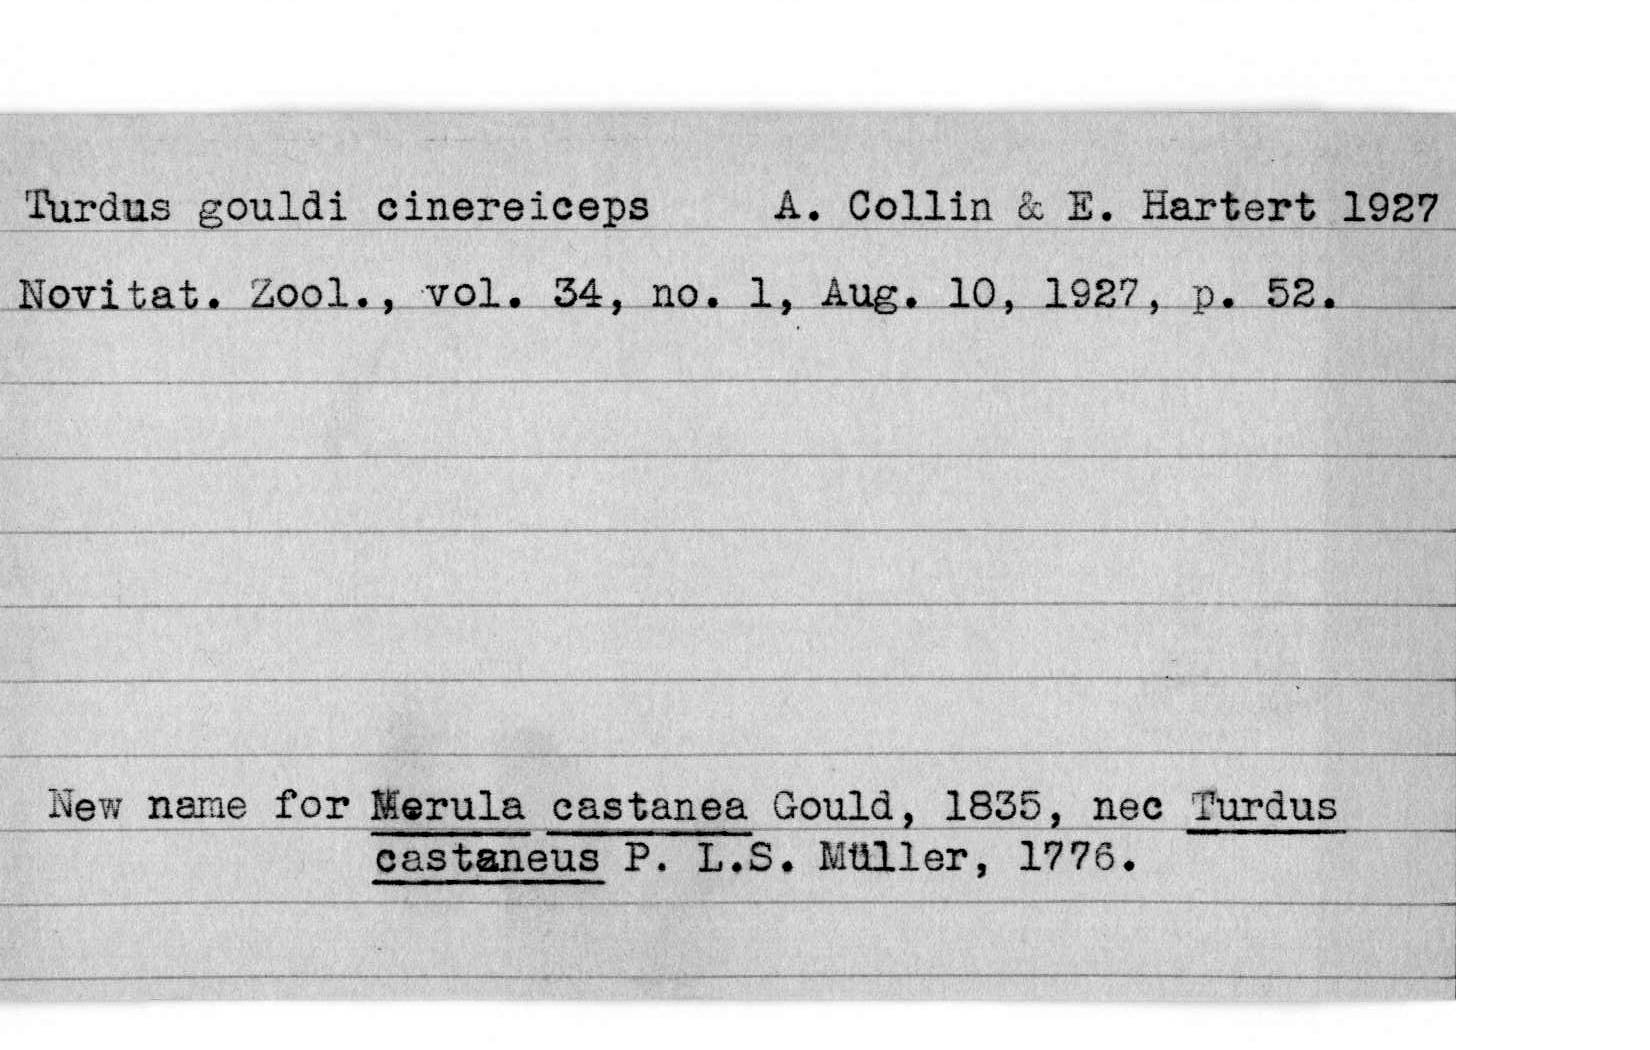 Turdus gouldi cinereiceps A. Collin & E. Hartert 1927
Novitat. Zool., vol. 34, no. 1, Aug. 10, 1927, p. 52.
New name for Merula castanea Gould, 1835, nec Turdus
castaneus P. L.S. Müller, 1776.